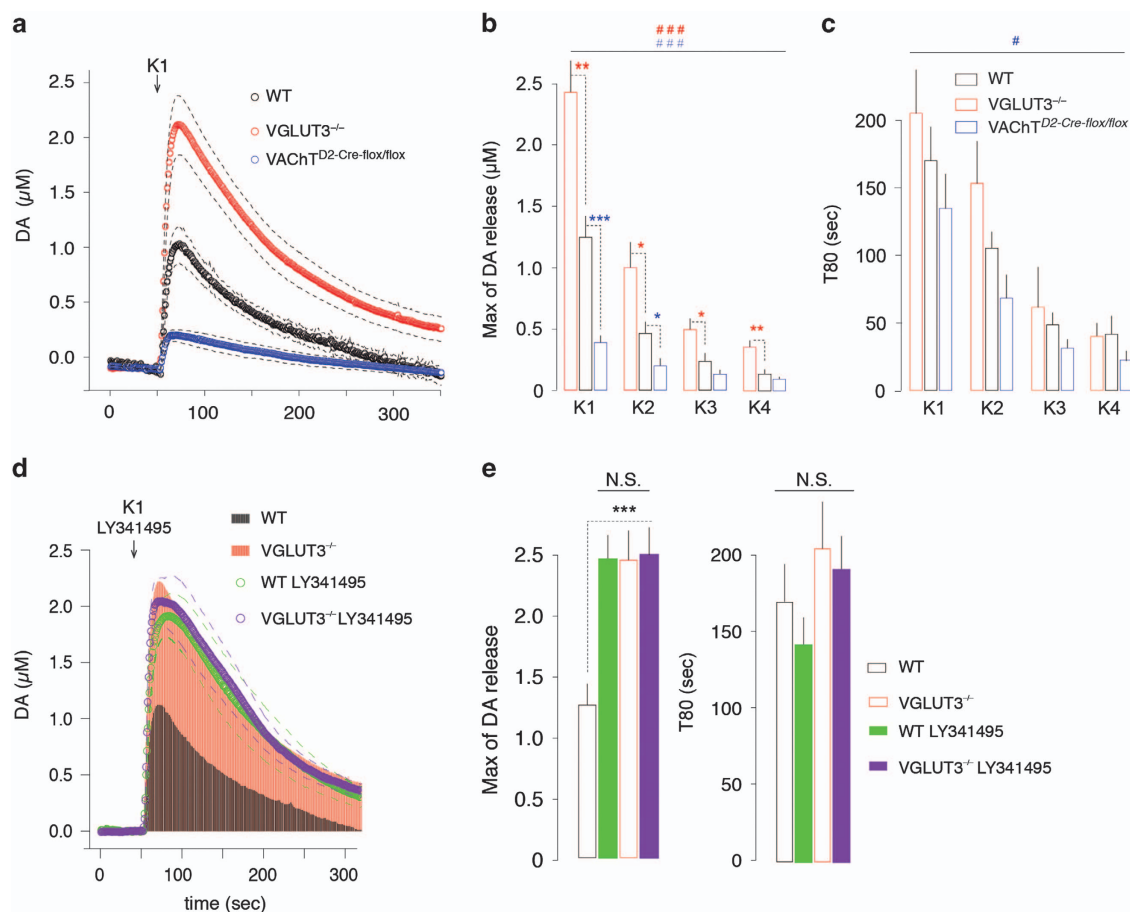 a
K1
DA (µM)
2.5
2.0
1.5
1.0
0.5
0.0
0
100
200
300
WT
VGLUT3–/–
VAChTD2-Cre-flox/flox
b
# # #
# # #
Max of DA release (µM)
2.5
2.0
1.5
1.0
0.5
0
**
***
*
*
*
**
K1 K2 K3 K4
c
#
WT
VGLUT3–/–
VAChTD2-Cre-flox/flox
T80 (sec)
200
150
100
50
0
K1 K2 K3 K4
d
K1
LY341495
WT
VGLUT3–/–
WT LY341495
VGLUT3–/– LY341495
DA (µM)
2.5
2.0
1.5
1.0
0.5
0.0
0 100 200 300
time (sec)
e
N.S.
***
Max of DA release
2.5
2.0
1.5
1.0
2.5
0
N.S.
T80 (sec)
200
150
100
50
0
WT
VGLUT3–/–
WT LY341495
VGLUT3–/– LY341495